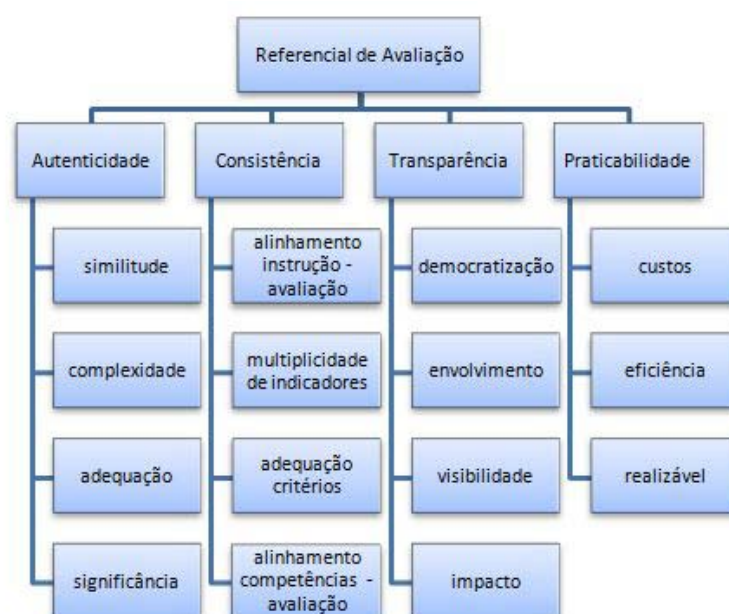 Referencial de Avaliação
Autenticidade
Consistência
Transparência
Praticabilidade
similitude
alinhamento
instrução -
avaliação
democratização
custos
complexidade
multiplicidade
de indicadores
envolvimento
eficiência
adequação
adequação
critérios
visibilidade
realizável
significância
alinhamento
competências -
avaliação
impacto